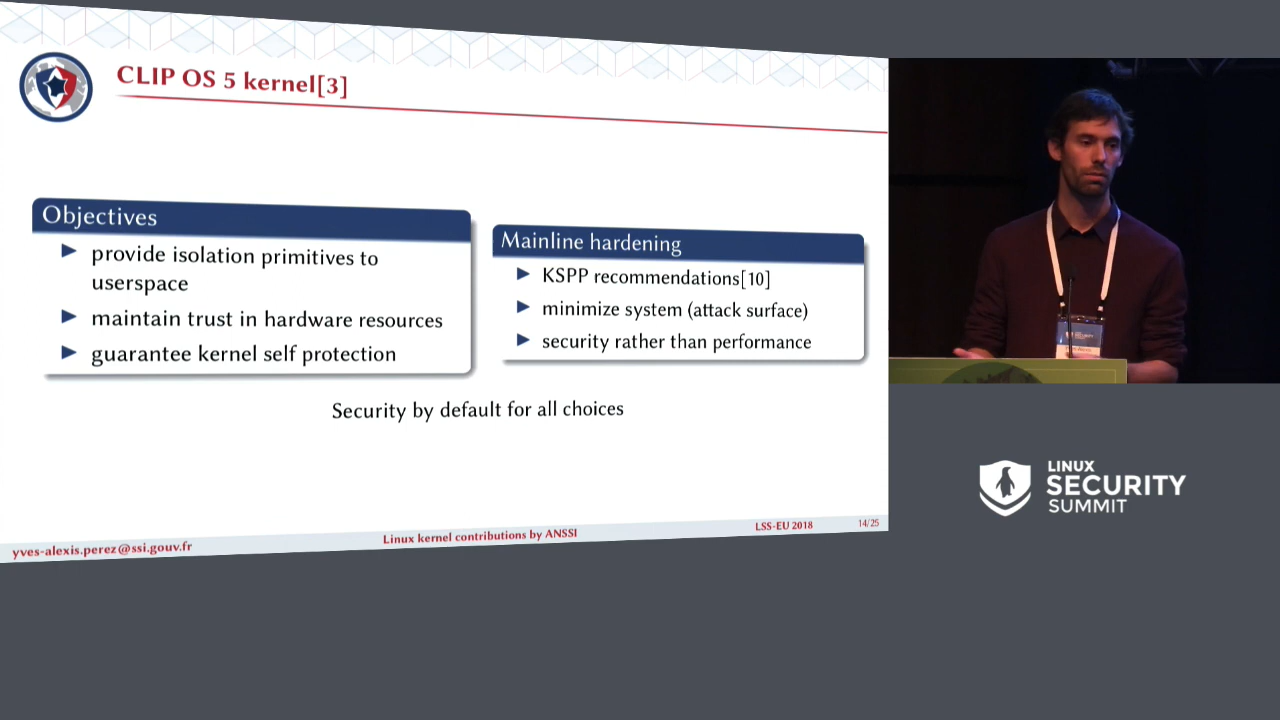 CLIP OS 5 kernel[3]
Objectives
provide isolation primitives to
userspace
maintain trust in hardware resources
guarantee kernel self protection
Mainline hardening
KSPP recommendations[10]
minimize system (attack surface)
security rather than performance
Security by default for all choices
yves-alexis.perez@ssi.gouv.fr
Linux kernel contributions by ANSSI
LSS-EU 2018
14/25
LINUX
SECURITY
SUMMIT